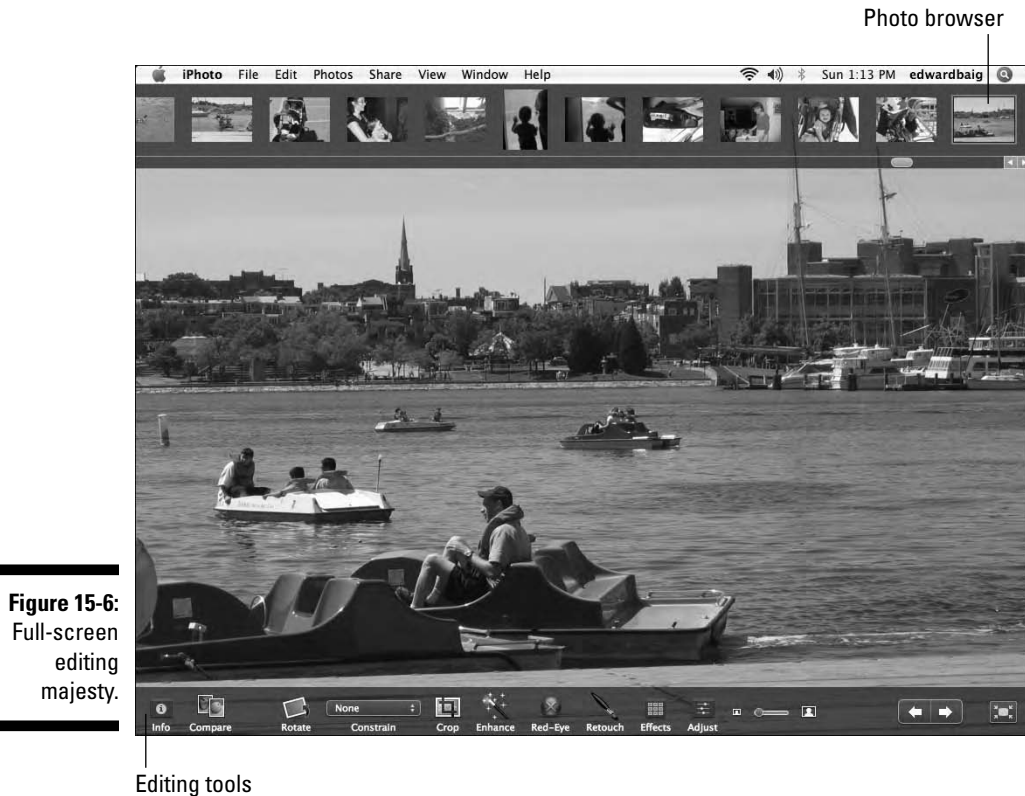 Photo browser
iPhoto File Edit Photos Share View Window Help Sun 1:13 PM edwardbaig
Figure 15-6:
Full-screen
editing
majesty.
None
Info Compare Rotate Constrain Crop Enhance Red-Eye Retouch Effects Adjust
Editing tools